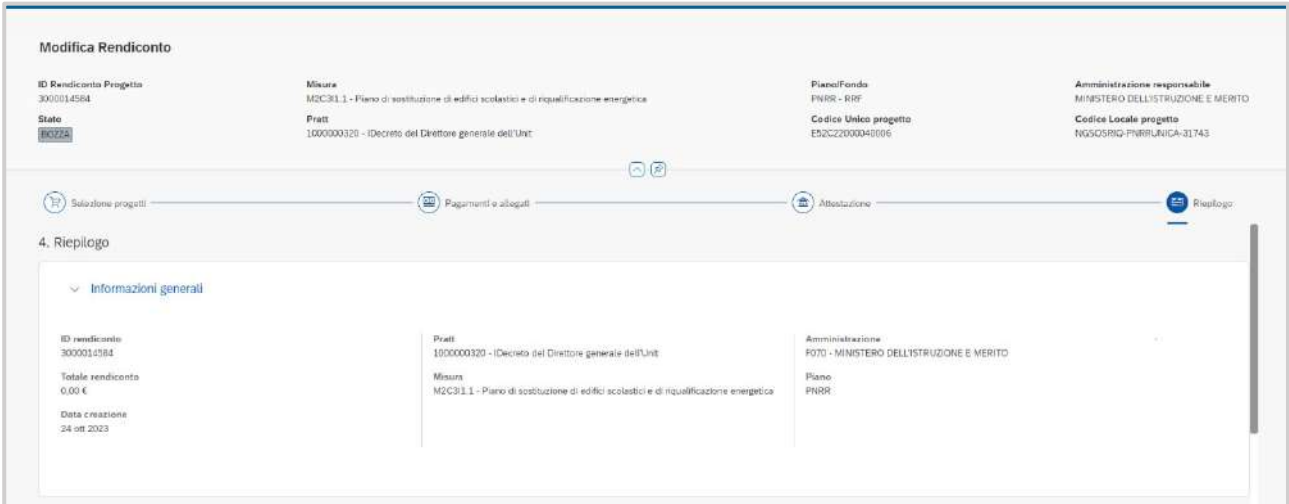 Modifica Rendiconto
ID Rendiconto Progetto
3000014584
Misura
M2C3I1.1 - Piano di sostituzione di edifici scolastici e di riqualificazione energetica
Piano/Fondo
PNRR - RRF
Amministrazione responsabile
MINISTERO DELL'ISTRUZIONE E MERITO
Stato
BOZZA
Pratt
1000000320 - IDecreto del Direttore generale dell'Unit
Codice Unico progetto
E52C22000040006
Codice Locale progetto
NGSOSRIQ-PNRRUNICA-31743
Selezione progetti
Pagamenti e allegati
Attestazione
Riepilogo
4. Riepilogo
Informazioni generali
ID rendiconto
3000014584
Pratt
1000000320 - IDecreto del Direttore generale dell'Unit
Amministrazione
F070 - MINISTERO DELL'ISTRUZIONE E MERITO
Totale rendiconto
0,00 €
Misura
M2C3I1.1 - Piano di sostituzione di edifici scolastici e di riqualificazione energetica
Piano
PNRR
Data creazione
24 ott 2023